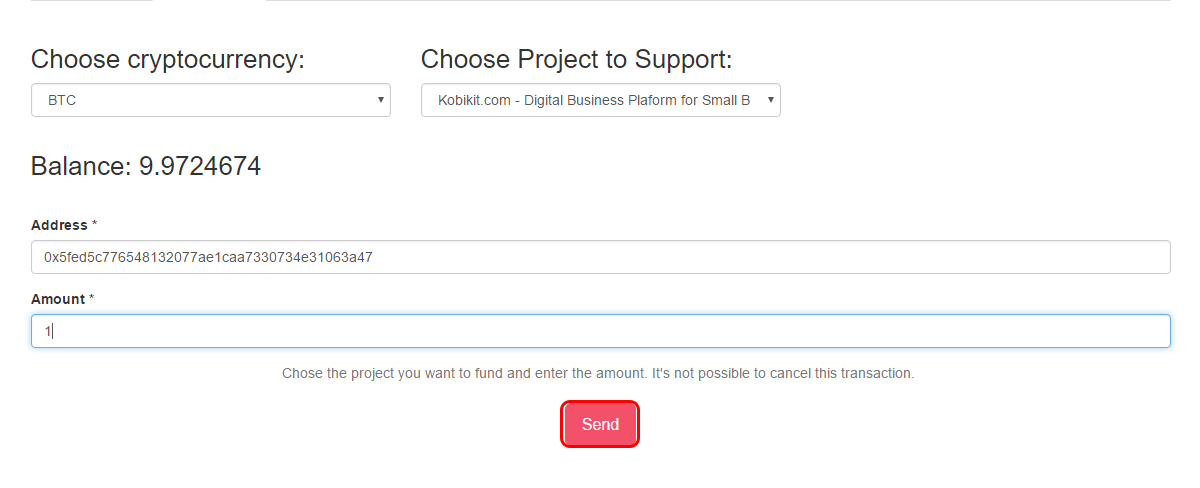 Choose cryptocurrency:
Choose Project to Support:
BTC
Kobikit.com - Digital Business Plaform for Small B
Balance: 9.9724674
Address *
0x5fed5c776548132077ae1caa7330734e31063a47
Amount *
1
Chose the project you want to fund and enter the amount. It's not possible to cancel this transaction.
Send